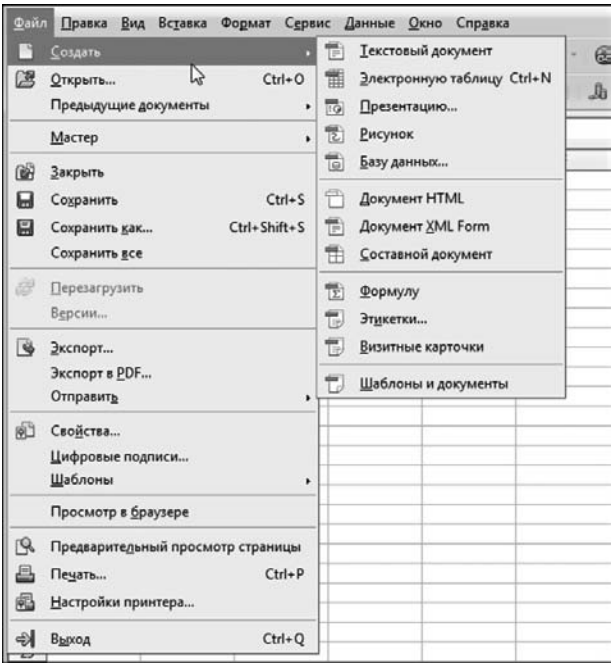 Файл Правка Вид Вставка Формат Сервис Данные Окно Справка
Создать
Открыть... Ctrl+O
Предыдущие документы
Мастер
Закрыть
Сохранить Ctrl+S
Сохранить как... Ctrl+Shift+S
Сохранить все
Перезагрузить
Версии...
Экспорт...
Экспорт в PDF...
Отправить
Свойства...
Цифровые подписи...
Шаблоны
Просмотр в браузере
Предварительный просмотр страницы
Печать... Ctrl+P
Настройки принтера...
Выход Ctrl+Q
Текстовый документ
Электронную таблицу Ctrl+N
Презентацию...
Рисунок
Базу данных...
Документ HTML
Документ XML Form
Составной документ
Формулу
Этикетки...
Визитные карточки
Шаблоны и документы